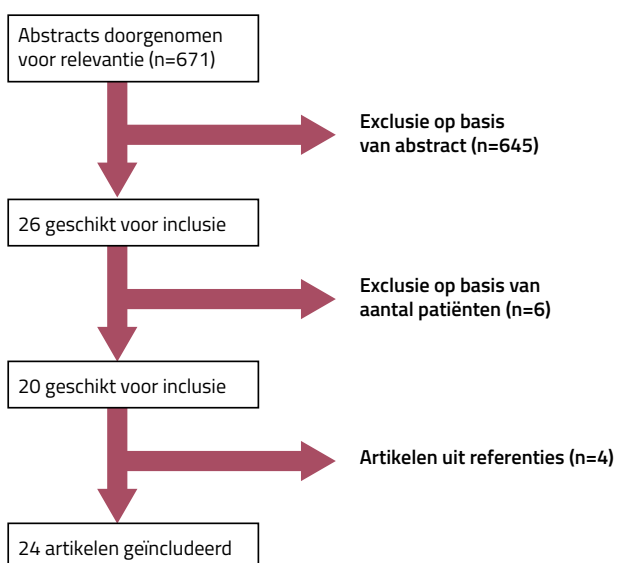 Abstracts doorgenomen
voor relevantie (n=671)
Exclusie op basis
van abstract (n=645)
26 geschikt voor inclusie
Exclusie op basis van
aantal patiënten (n=6)
20 geschikt voor inclusie
Artikelen uit referenties (n=4)
24 artikelen geïncludeerd